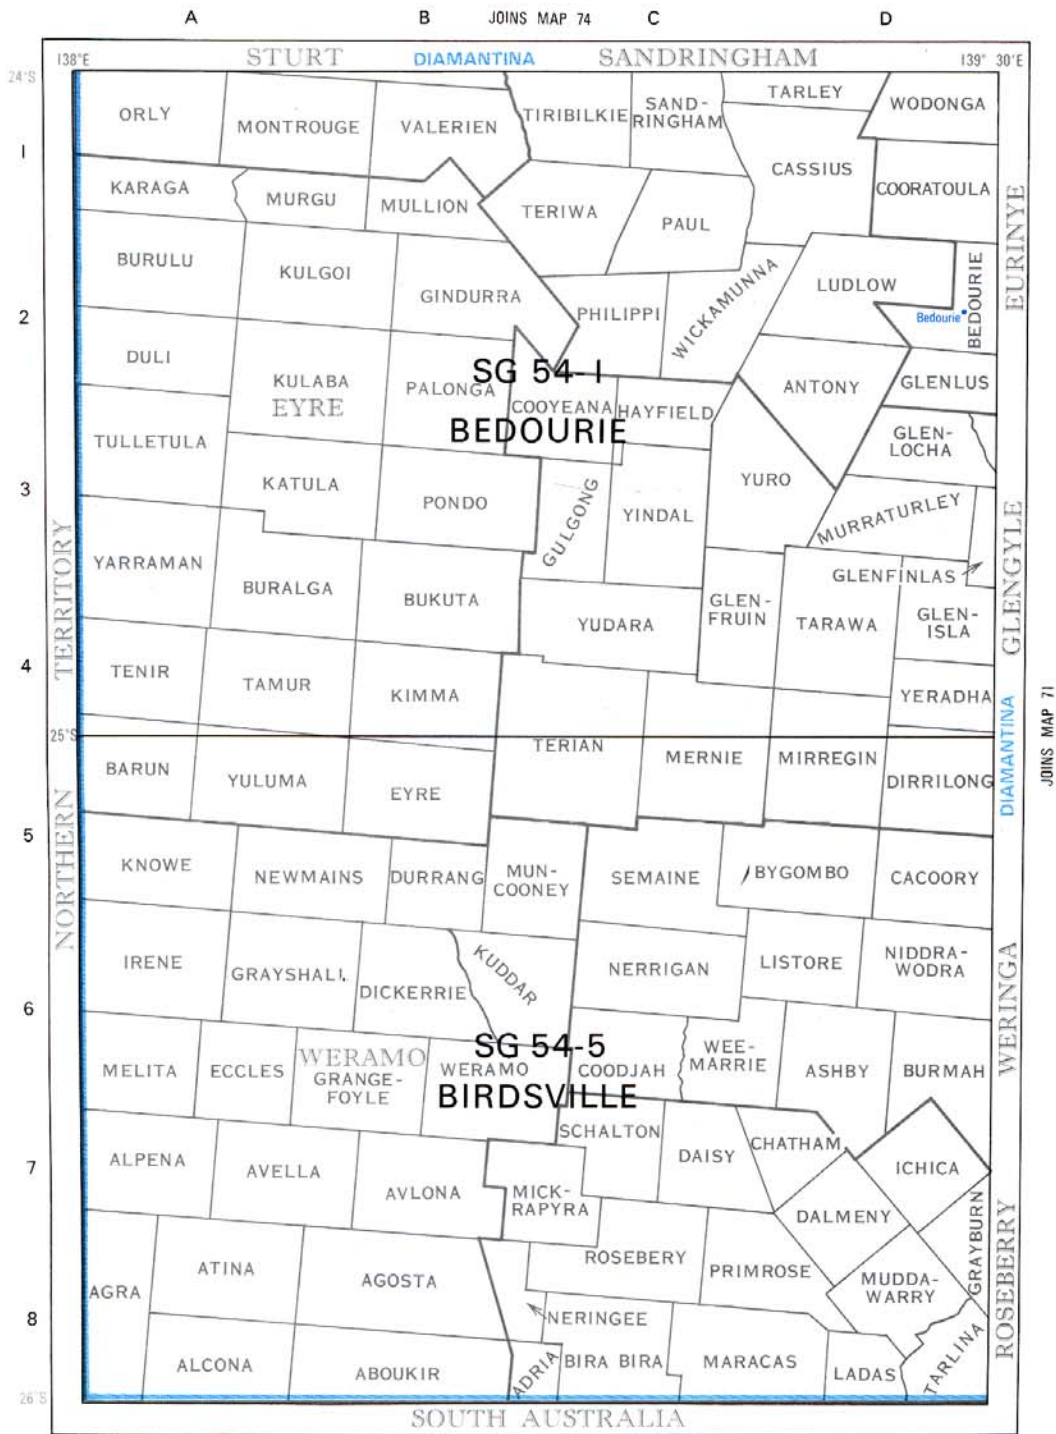 A B JOINS MAP 74 C D
138°E STURT DIAMANTINA SANDRINGHAM 139° 30'E
24°S
ORLY
MONTROUGE
VALERIEN
TIRIBILKIE
SAND-
RINGHAM
TARLEY
WODONGA
1
CASSIUS
COORATOULA
KARAGA
MURGU
MULLION
TERIWA
PAUL
EURINYE
BURULU
KULGOI
GINDURRA
PHILIPPI
WICKAMUNNA
LUDLOW
BEDOURIE
Bedourie
2
DULI
KULABA
EYRE
PALONGA
SG 54-1
BEDOURIE
COOYEANA
HAYFIELD
ANTONY
GLENLUS
TULLETULA
GLEN-
LOCHA
3
KATULA
PONDO
GULGONG
YINDAL
YURO
MURRATURLEY
NORTHERN TERRITORY
YARRAMAN
BURALGA
BUKUTA
YUDARA
GLEN-
FRUIN
TARAWA
GLENFINLAS
GLEN-
ISLA
GLENGYLE
4
TENIR
TAMUR
KIMMA
YERADHA
25°S
TERIAN
MERNIE
MIRREGIN
DIRRILONG
DIAMANTINA
JOINS MAP 71
BARUN
YULUMA
EYRE
5
KNOWE
NEWMAINS
DURRANG
MUN-
COONEY
SEMAINE
BYGOMBO
CACOORY
IRENE
GRAYSHALL
DICKERRIE
KUDDAR
NERRIGAN
LISTORE
NIDDRA-
WODRA
WERINGA
6
MELITA
ECCLES
WERAMO
GRANGE-
FOYLE
WERAMO
SG 54-5
BIRDSVILLE
COODJAH
WEE-
MARRIE
ASHBY
BURMAH
7
ALPENA
AVELLA
AVLONA
MICK-
RAPYRA
SCHALTON
DAISY
CHATHAM
ICHICA
DALMENY
GRAYBURN
ROSEBERRY
AGRA
ATINA
AGOSTA
ROSEBERY
PRIMROSE
MUDDA-
WARRY
8
NERINGEE
ALCONA
ABOUKIR
ADRIA
BIRA BIRA
MARACAS
LADAS
TARLINA
26°S
SOUTH AUSTRALIA